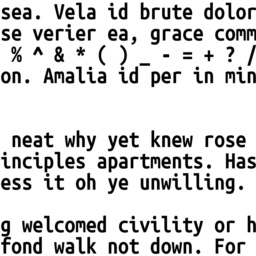 sea. Vela id brute dolor
se verier ea, grace comm
% ^ & * ( ) _ - = + ? /
on. Amalia id per in min
neat why yet knew rose
inciples apartments. Has
ess it oh ye unwilling.
g welcomed civility or h
fond walk not down. For